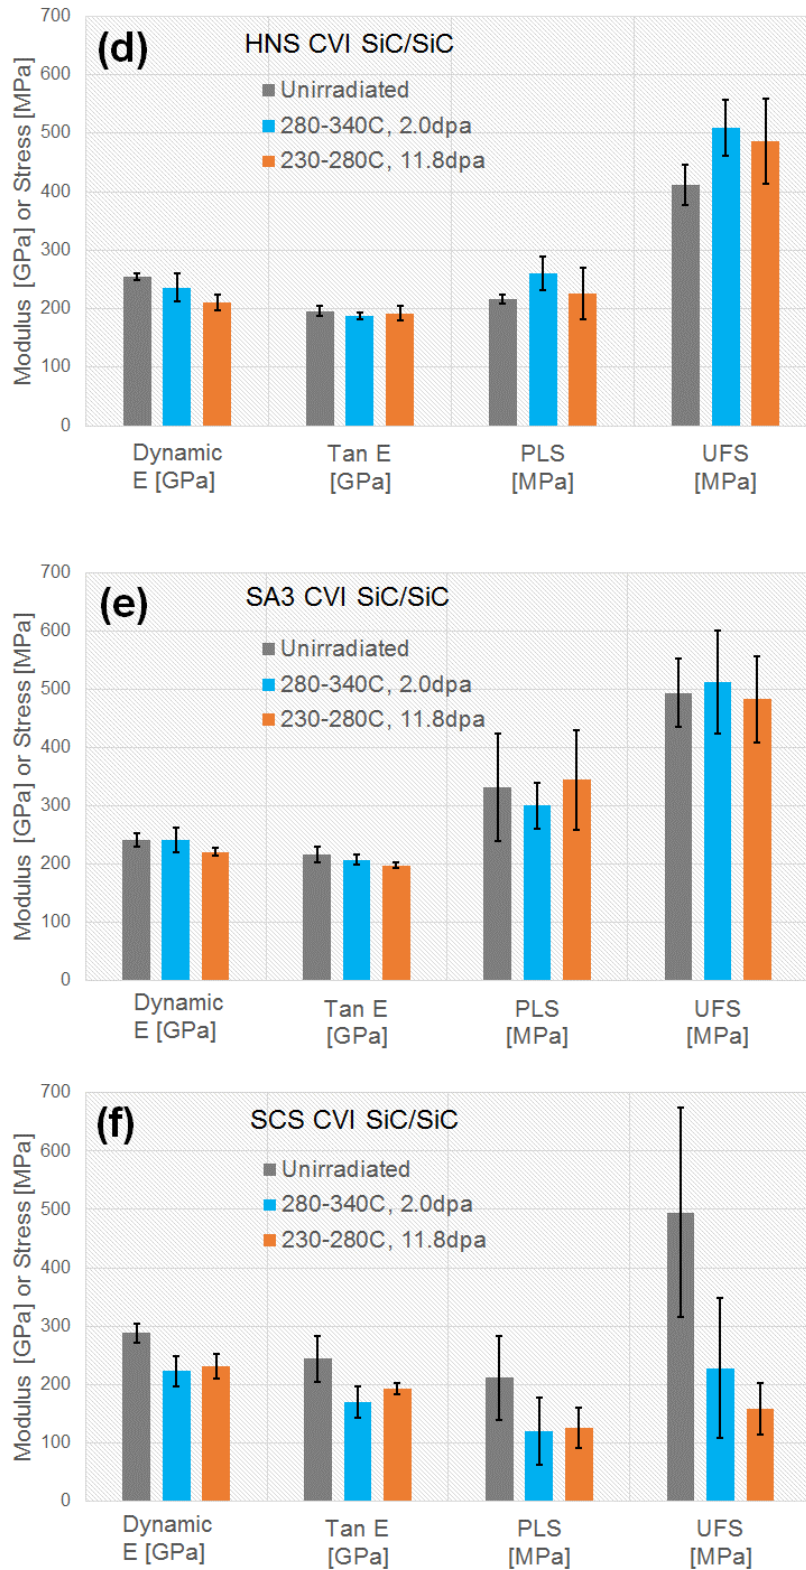 (d) HNS CVI SiC/SiC
Unirradiated
280-340C, 2.0dpa
230-280C, 11.8dpa
Modulus [GPa] or Stress [MPa]
700
600
500
400
300
200
100
0
Dynamic
E [GPa]
Tan E
[GPa]
PLS
[MPa]
UFS
[MPa]
(e) SA3 CVI SiC/SiC
Unirradiated
280-340C, 2.0dpa
230-280C, 11.8dpa
Modulus [GPa] or Stress [MPa]
700
600
500
400
300
200
100
0
Dynamic
E [GPa]
Tan E
[GPa]
PLS
[MPa]
UFS
[MPa]
(f) SCS CVI SiC/SiC
Unirradiated
280-340C, 2.0dpa
230-280C, 11.8dpa
Modulus [GPa] or Stress [MPa]
700
600
500
400
300
200
100
0
Dynamic
E [GPa]
Tan E
[GPa]
PLS
[MPa]
UFS
[MPa]